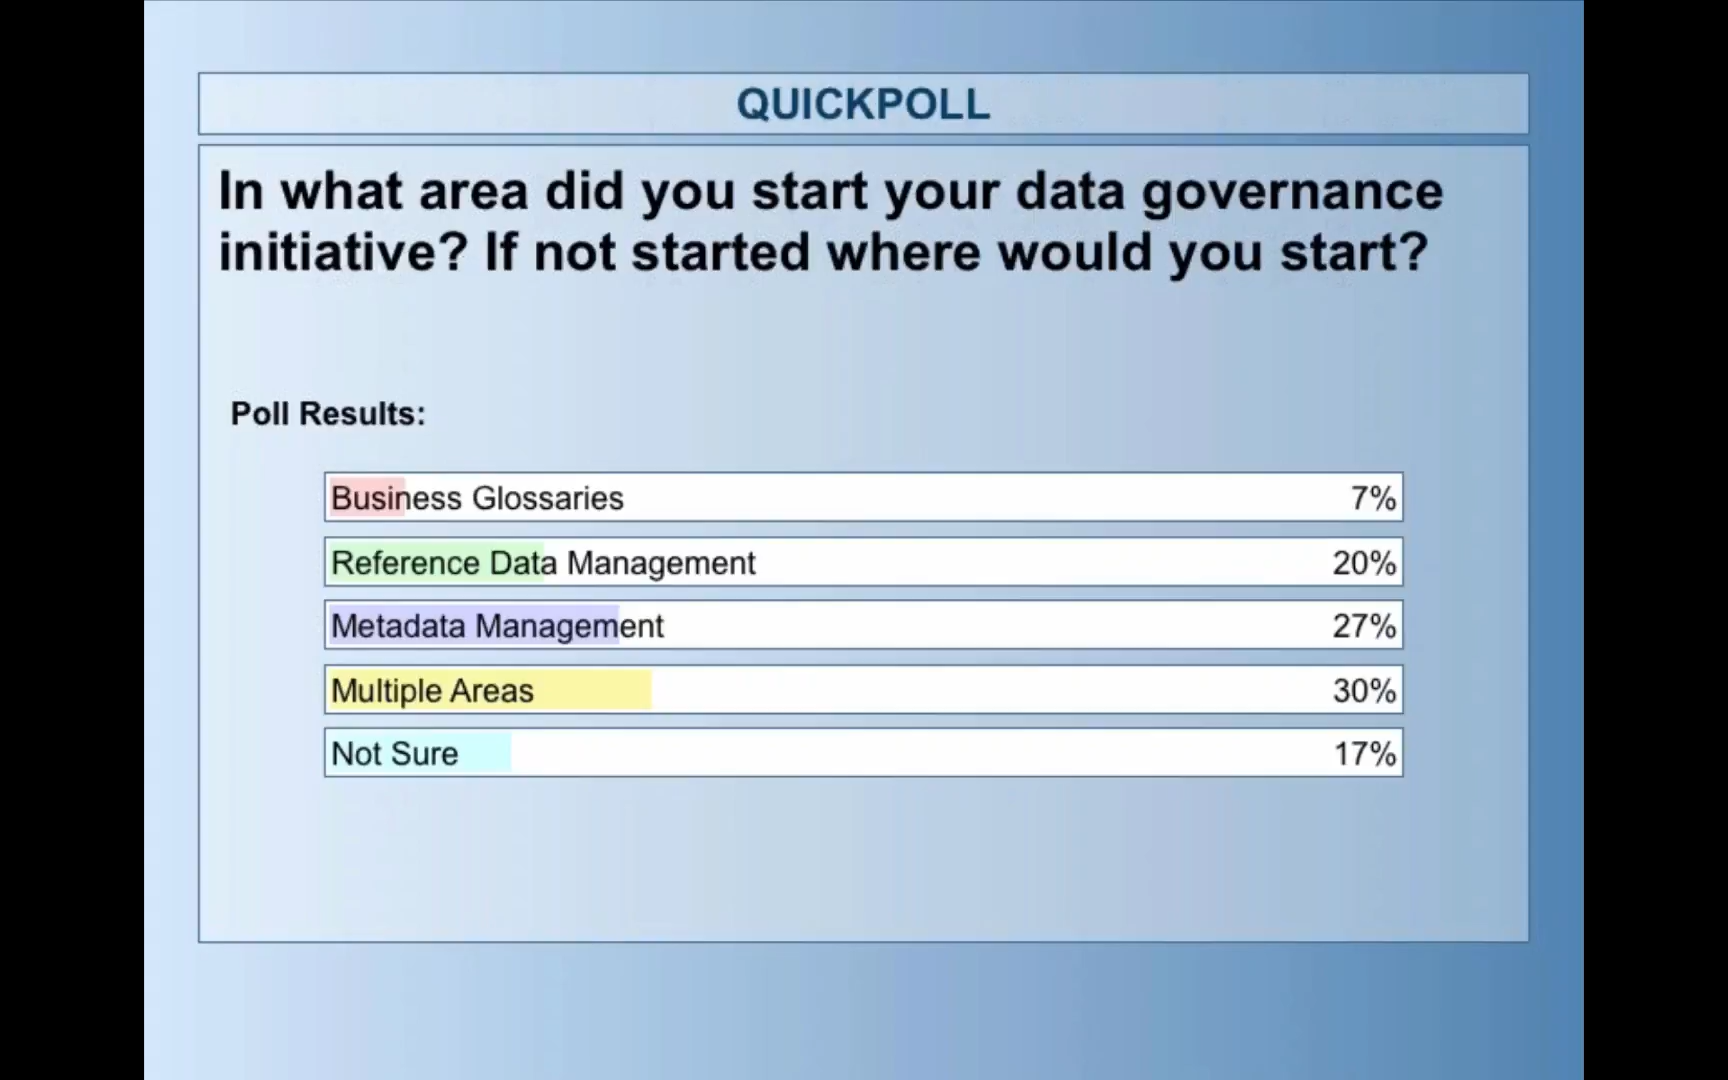 QUICKPOLL
In what area did you start your data governance
initiative? If not started where would you start?
Poll Results:
Business Glossaries 7%
Reference Data Management 20%
Metadata Management 27%
Multiple Areas 30%
Not Sure 17%